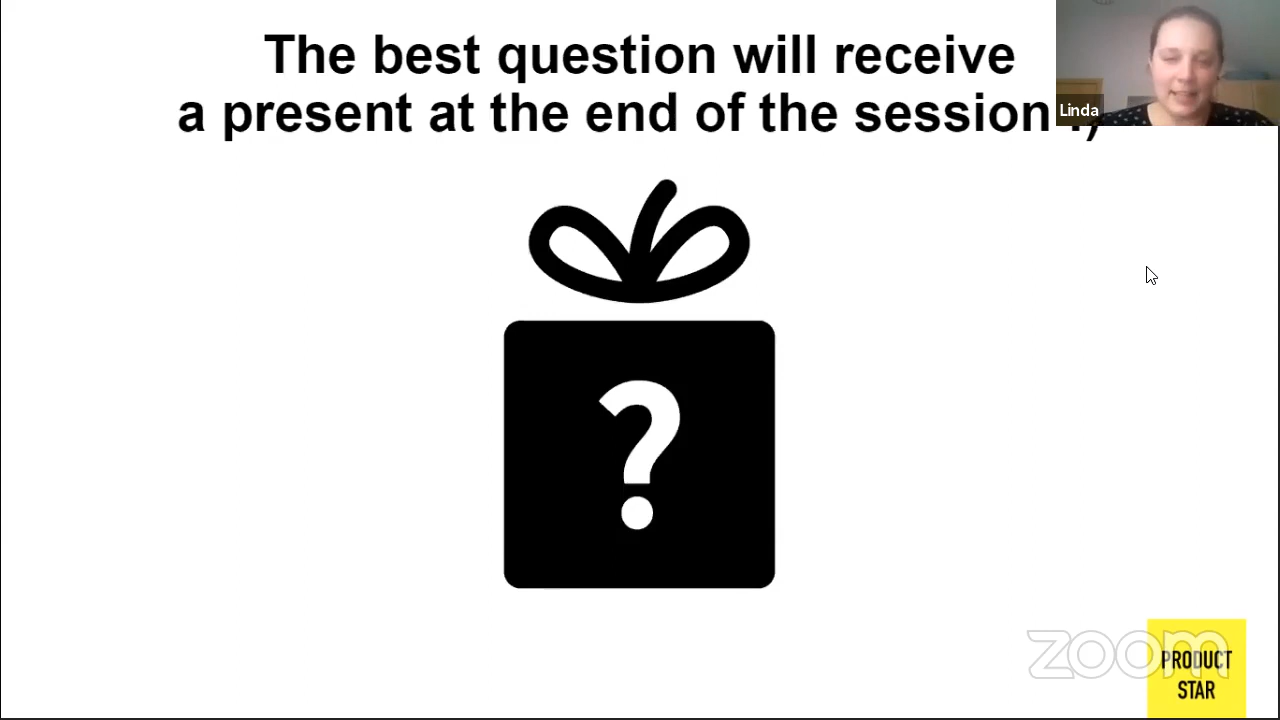 The best question will receive
a present at the end of the session ;)
Linda
?
zoom
PRODUCT
STAR